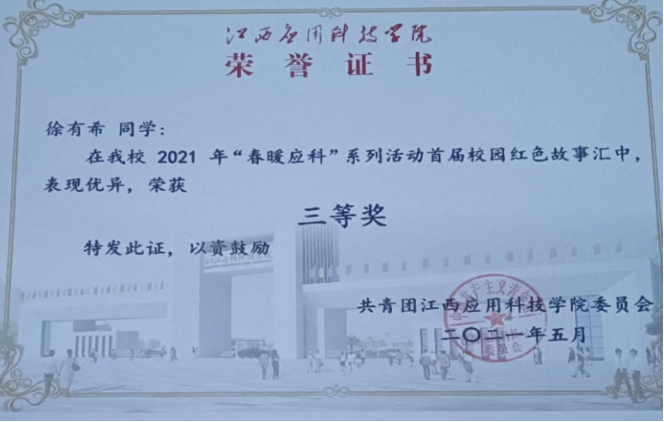 江西应用科技学院
荣誉证书
徐有希 同学：
在我校 2021 年“春暖应科”系列活动首届校园红色故事汇中，
表现优异，荣获
三等奖
特发此证，以资鼓励
共青团江西应用科技学院委员会
二〇二一年五月